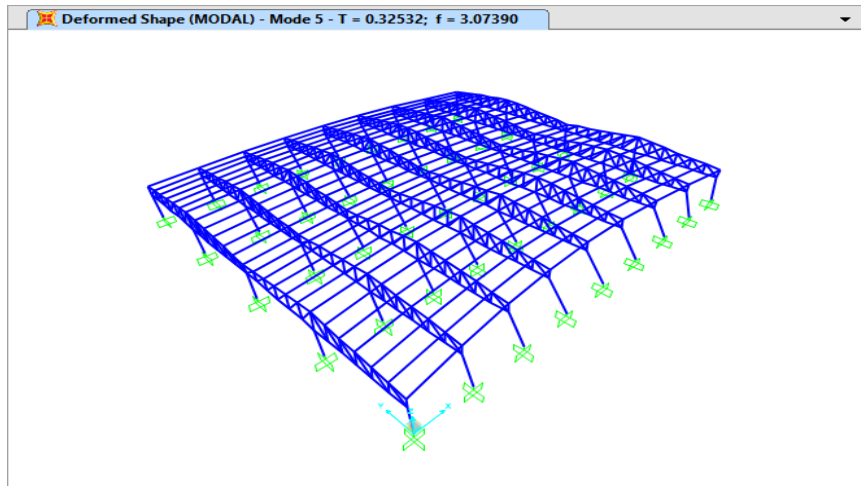 Deformed Shape (MODAL) - Mode 5 - T = 0.32532; f = 3.07390
Y
X